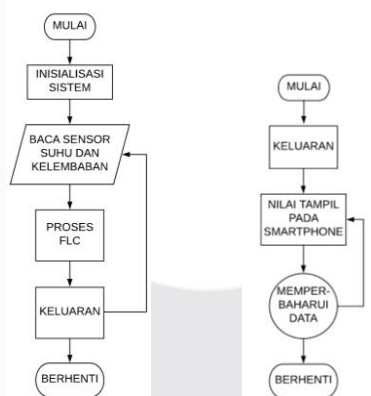 MULAI
INISIALISASI
SISTEM
BACA SENSOR
SUHU DAN
KELEMBABAN
PROSES
FLC
KELUARAN
BERHENTI
MULAI
KELUARAN
NILAI TAMPIL
PADA
SMARTPHONE
MEMPER-
BAHARUI
DATA
BERHENTI